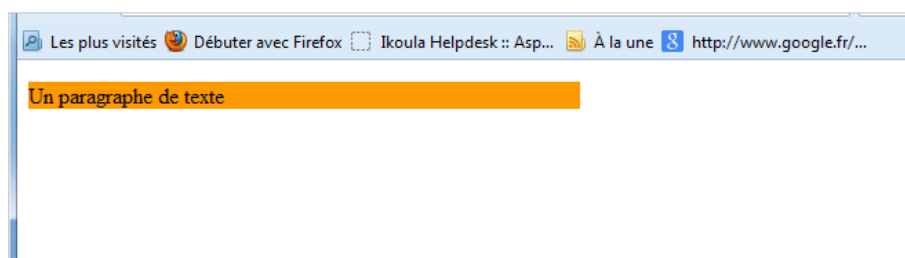 Les plus visités Débuter avec Firefox Ikoula Helpdesk :: Asp... À la une 8 http://www.google.fr/...
Un paragraphe de texte